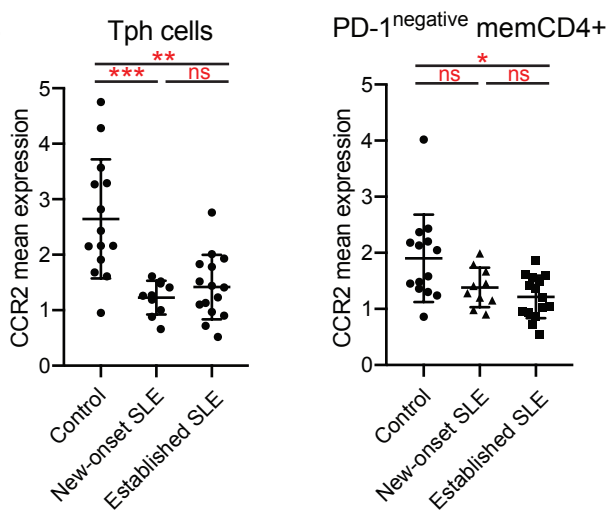 Tph cells
**
***
ns
CCR2 mean expression
5
4
3
2
1
0
Control
New-onset SLE
Established SLE
PD-1negative memCD4+
*
ns
ns
CCR2 mean expression
5
4
3
2
1
0
Control
New-onset SLE
Established SLE